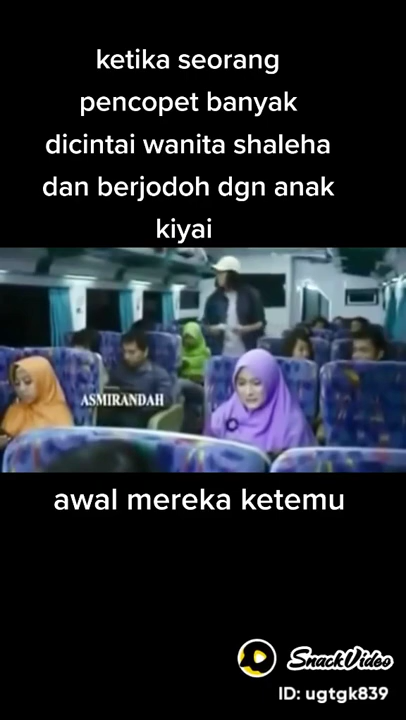 ketika seorang
pencopet banyak
dicintai wanita shaleha
dan berjodoh dgn anak
kiyai
ASMIRANDAH
awal mereka ketemu
SnackVideo
ID: ugtgk839